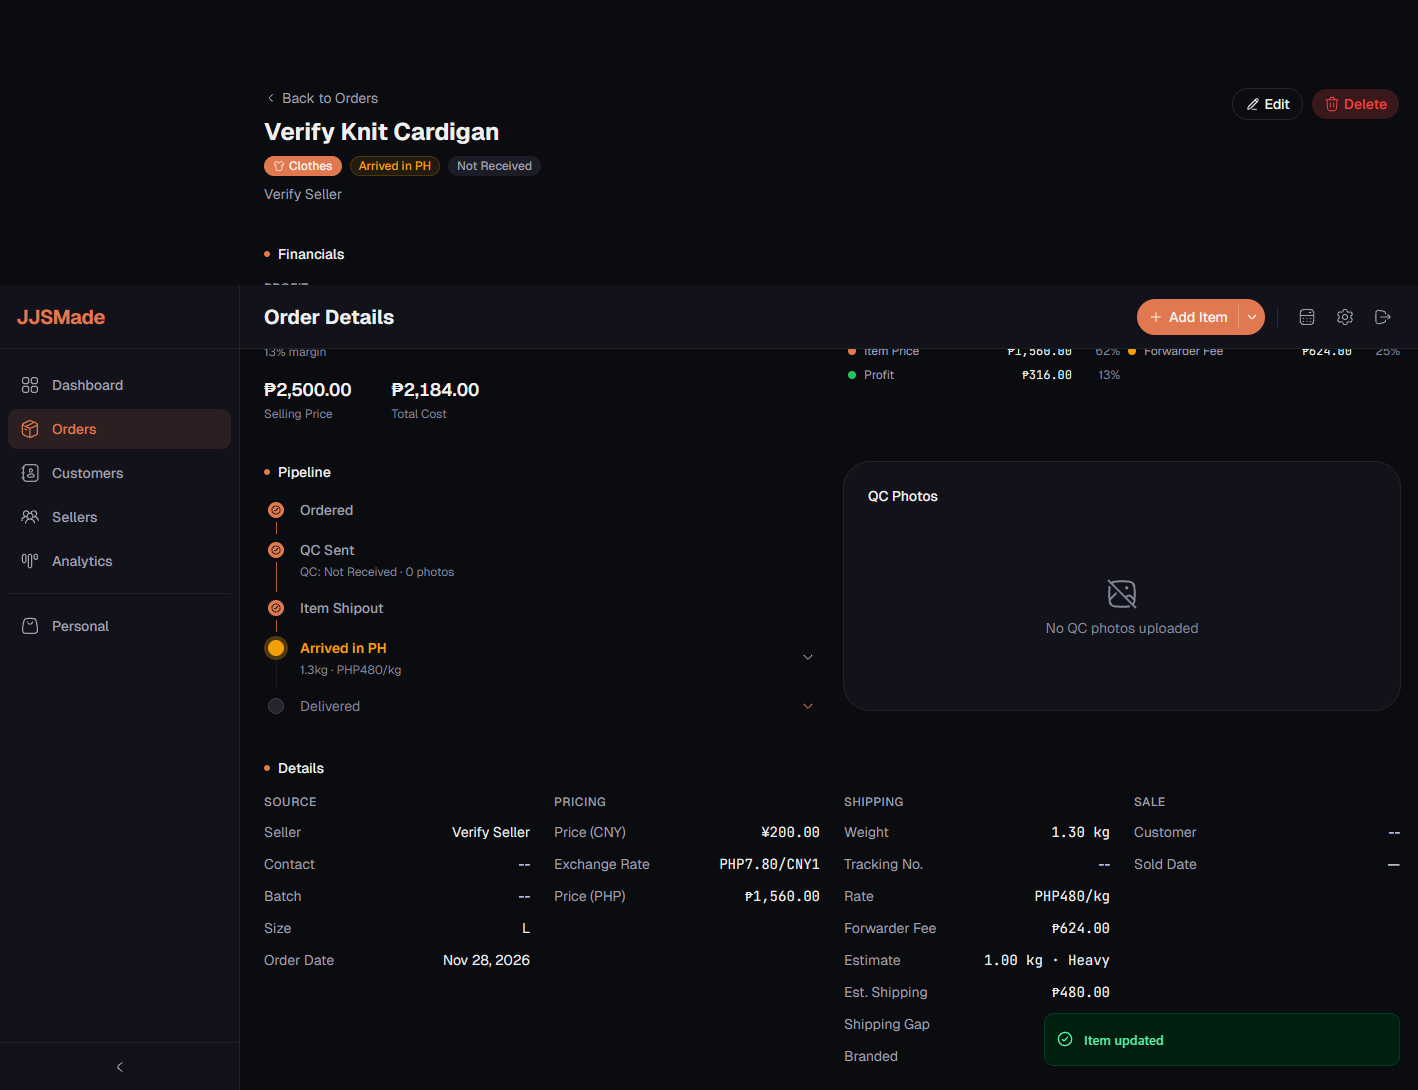 Back to Orders
Edit
Delete
Verify Knit Cardigan
Clothes
Arrived in PH
Not Received
Verify Seller
Financials
JJSMade
Order Details
Add Item
13% margin
Item Price ₱1,560.00 62%
Forwarder Fee ₱624.00 25%
Profit ₱316.00 13%
₱2,500.00
Selling Price
₱2,184.00
Total Cost
Dashboard
Orders
Customers
Sellers
Analytics
Personal
Pipeline
Ordered
QC Sent
QC: Not Received · 0 photos
Item Shipout
Arrived in PH
1.3kg · PHP480/kg
Delivered
QC Photos
No QC photos uploaded
Details
SOURCE
Seller Verify Seller
Contact --
Batch --
Size L
Order Date Nov 28, 2026
PRICING
Price (CNY) ¥200.00
Exchange Rate PHP7.80/CNY1
Price (PHP) ₱1,560.00
SHIPPING
Weight 1.30 kg
Tracking No. --
Rate PHP480/kg
Forwarder Fee ₱624.00
Estimate 1.00 kg · Heavy
Est. Shipping ₱480.00
Shipping Gap
Branded
SALE
Customer --
Sold Date —
Item updated